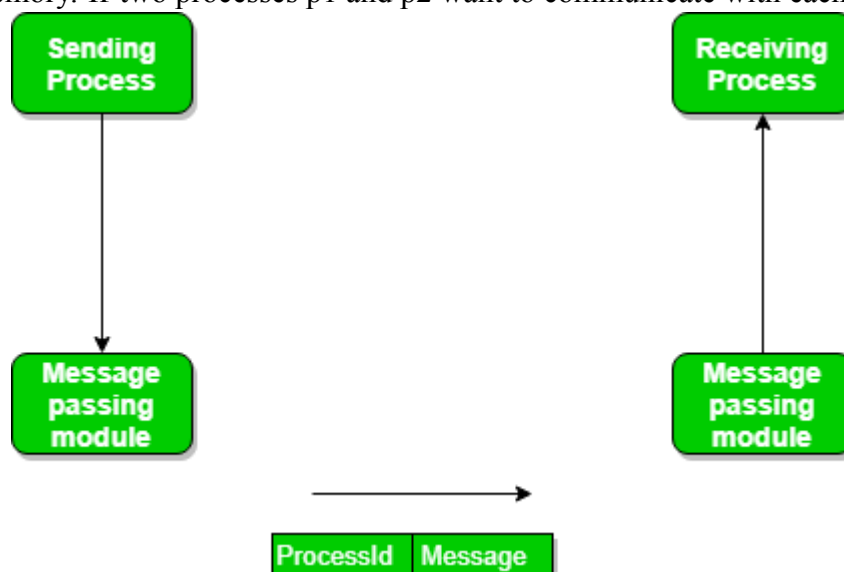 emory. If two processes p1 and p2 want to communicate with each
Sending
Process
Receiving
Process
Message
passing
module
Message
passing
module
ProcessId
Message